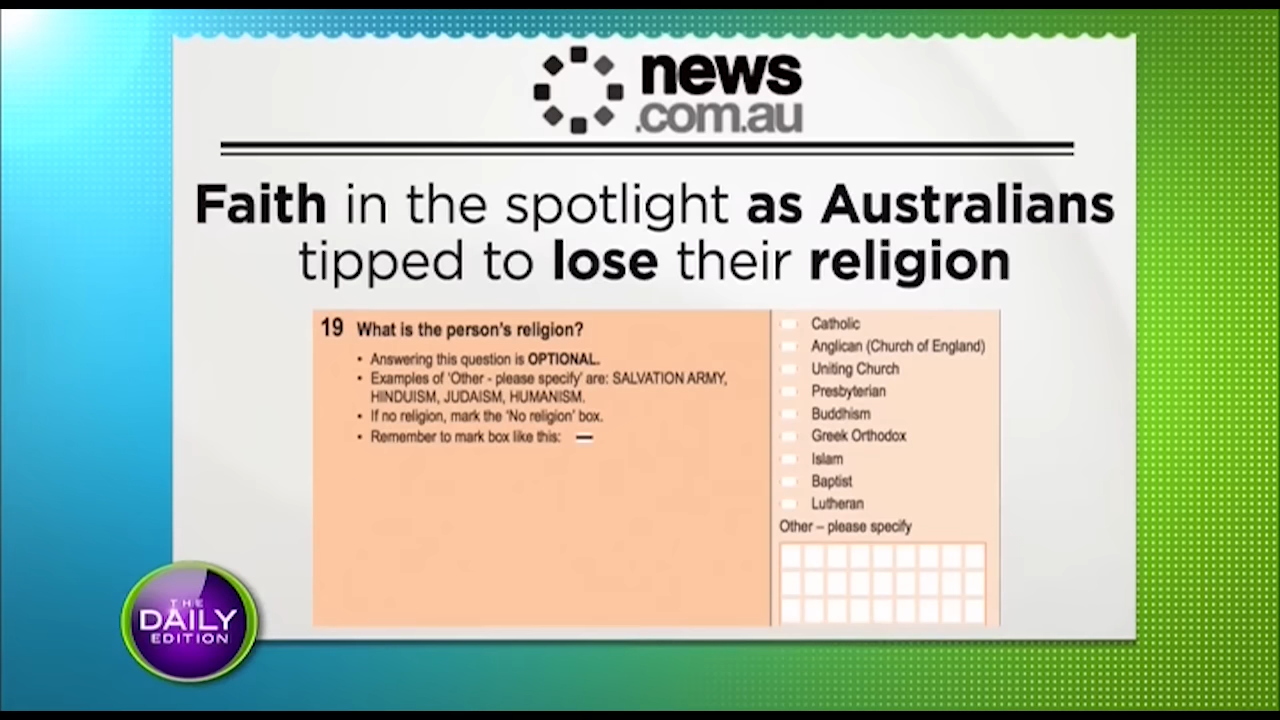 news
.com.au
Faith in the spotlight as Australians
tipped to lose their religion
19 What is the person's religion?
• Answering this question is OPTIONAL.
• Examples of 'Other - please specify' are: SALVATION ARMY,
HINDUISM, JUDAISM, HUMANISM.
• If no religion, mark the 'No religion' box.
• Remember to mark box like this:
Catholic
Anglican (Church of England)
Uniting Church
Presbyterian
Buddhism
Greek Orthodox
Islam
Baptist
Lutheran
Other – please specify
THE
DAILY
EDITION